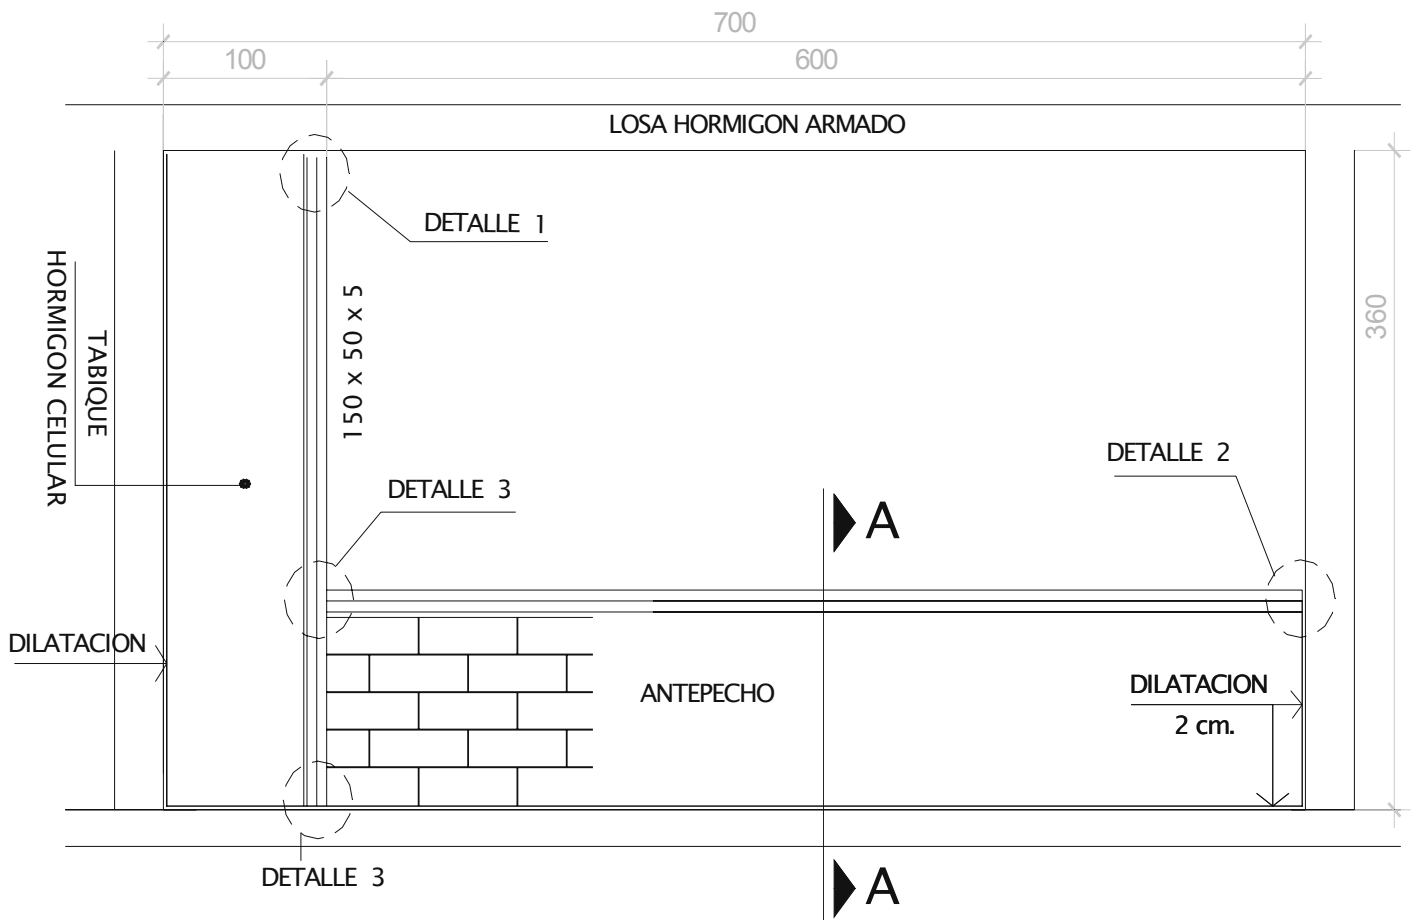 700
100
600
LOSA HORMIGON ARMADO
DETALLE 1
150 x 50 x 5
360
TABIQUE
HORMIGON CELULAR
DETALLE 2
DETALLE 3
A
DILATACION
ANTEPECHO
DILATACION
2 cm.
DETALLE 3
A